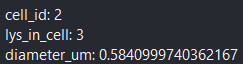 cell_id: 2
lys_in_cell: 3
diameter_um: 0.5840999740362167